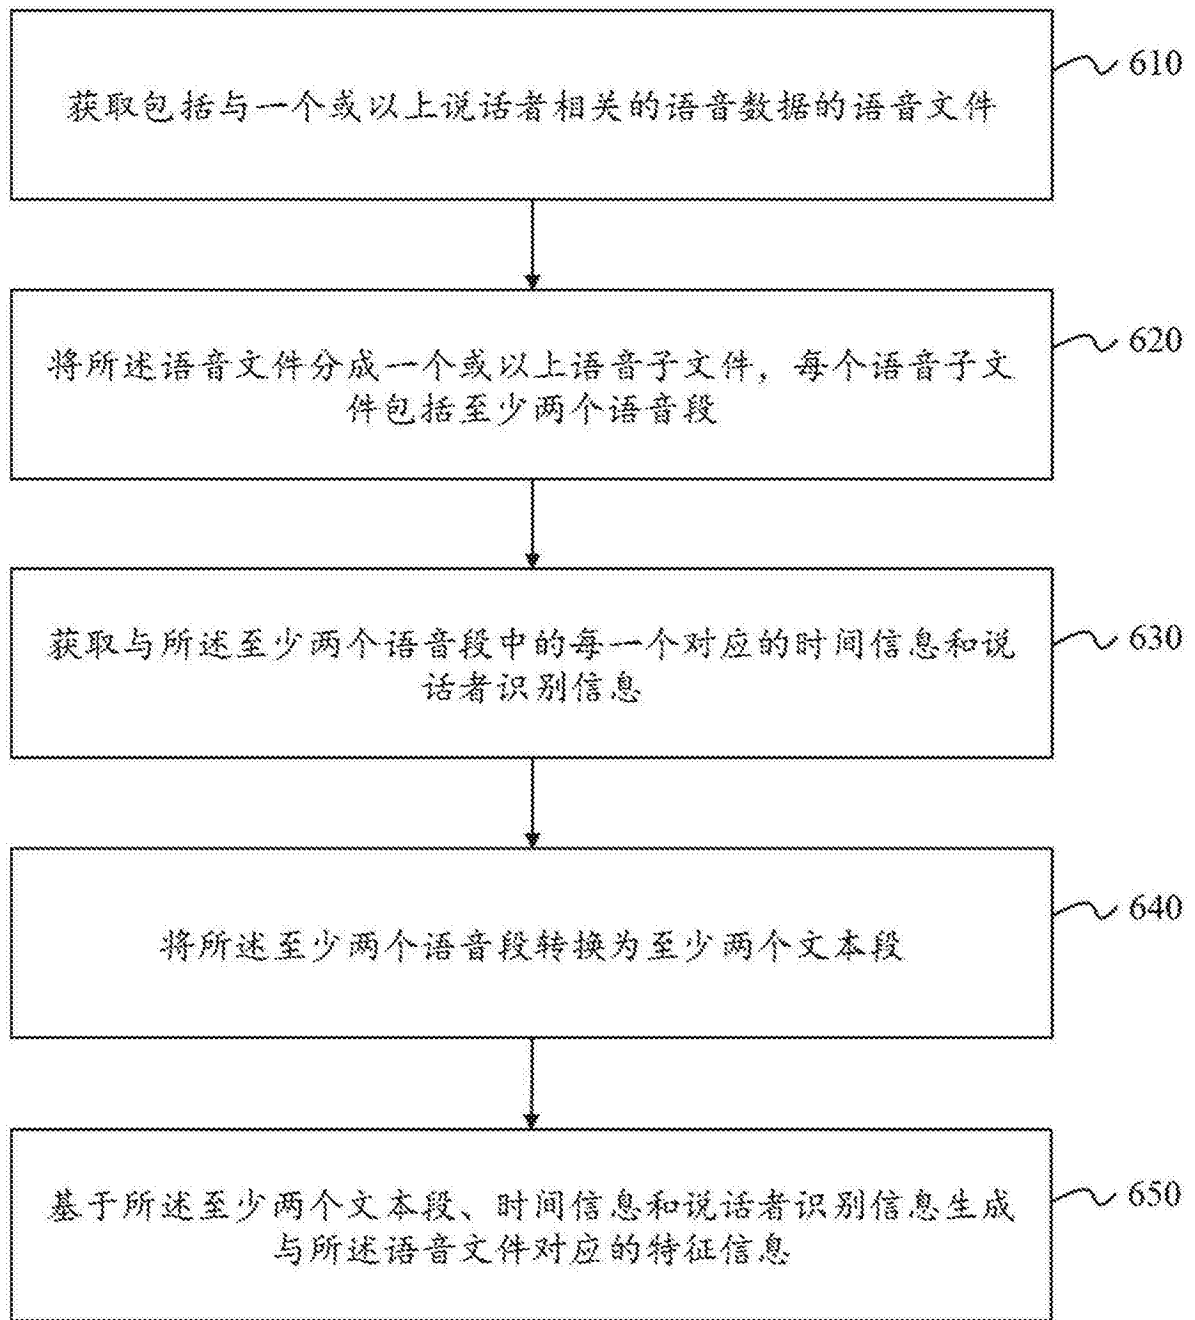 获取包括与一个或以上说话者相关的语音数据的语音文件
610
将所述语音文件分成一个或以上语音子文件，每个语音子文
件包括至少两个语音段
620
获取与所述至少两个语音段中的每一个对应的时间信息和说
话者识别信息
630
将所述至少两个语音段转换为至少两个文本段
640
基于所述至少两个文本段、时间信息和说话者识别信息生成
与所述语音文件对应的特征信息
650